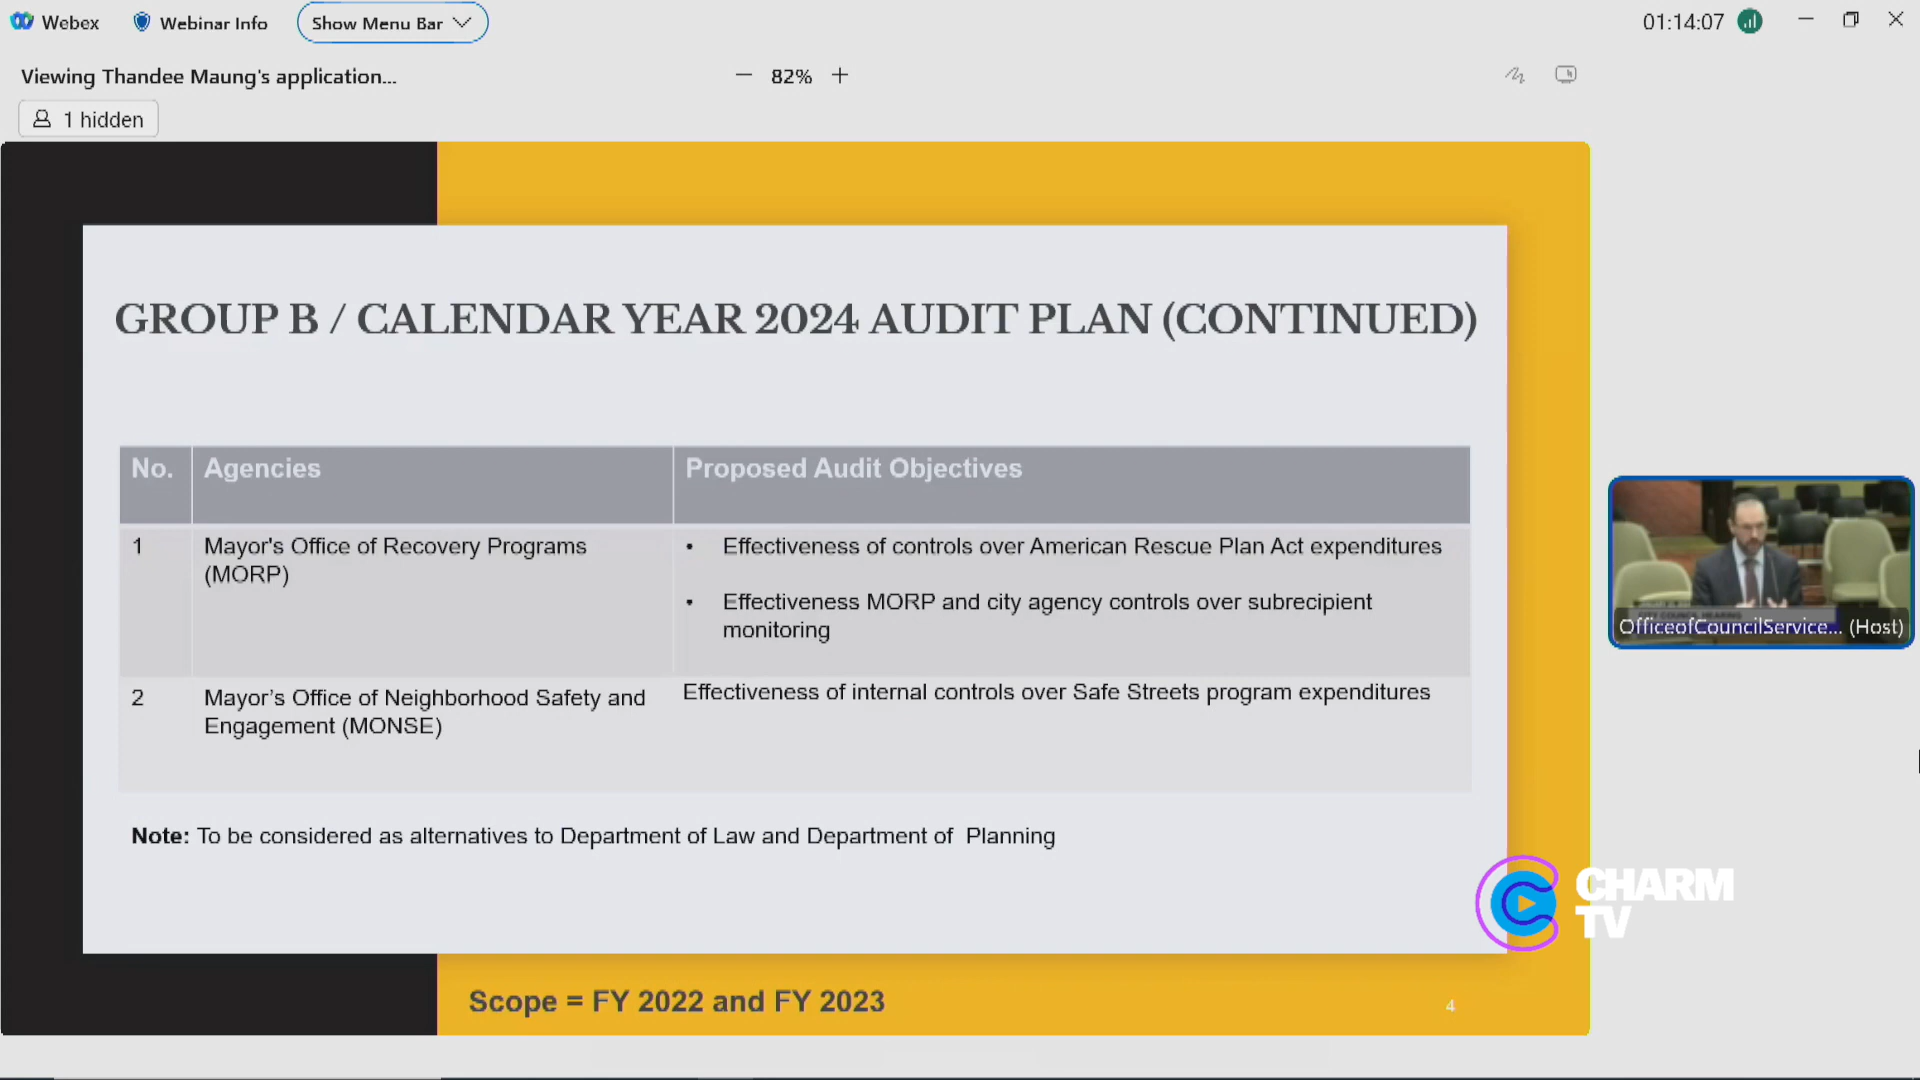 Webex
Webinar Info
Show Menu Bar
01:14:07
Viewing Thandee Maung's application...
82%
1 hidden
GROUP B / CALENDAR YEAR 2024 AUDIT PLAN (CONTINUED)
No. Agencies Proposed Audit Objectives
1 Mayor's Office of Recovery Programs
(MORP)
• Effectiveness of controls over American Rescue Plan Act expenditures
• Effectiveness MORP and city agency controls over subrecipient
monitoring
2 Mayor’s Office of Neighborhood Safety and
Engagement (MONSE)
Effectiveness of internal controls over Safe Streets program expenditures
Note: To be considered as alternatives to Department of Law and Department of Planning
Scope = FY 2022 and FY 2023
4
CITY COUNCIL HEARING
OfficeofCouncilService... (Host)
CHARM
TV